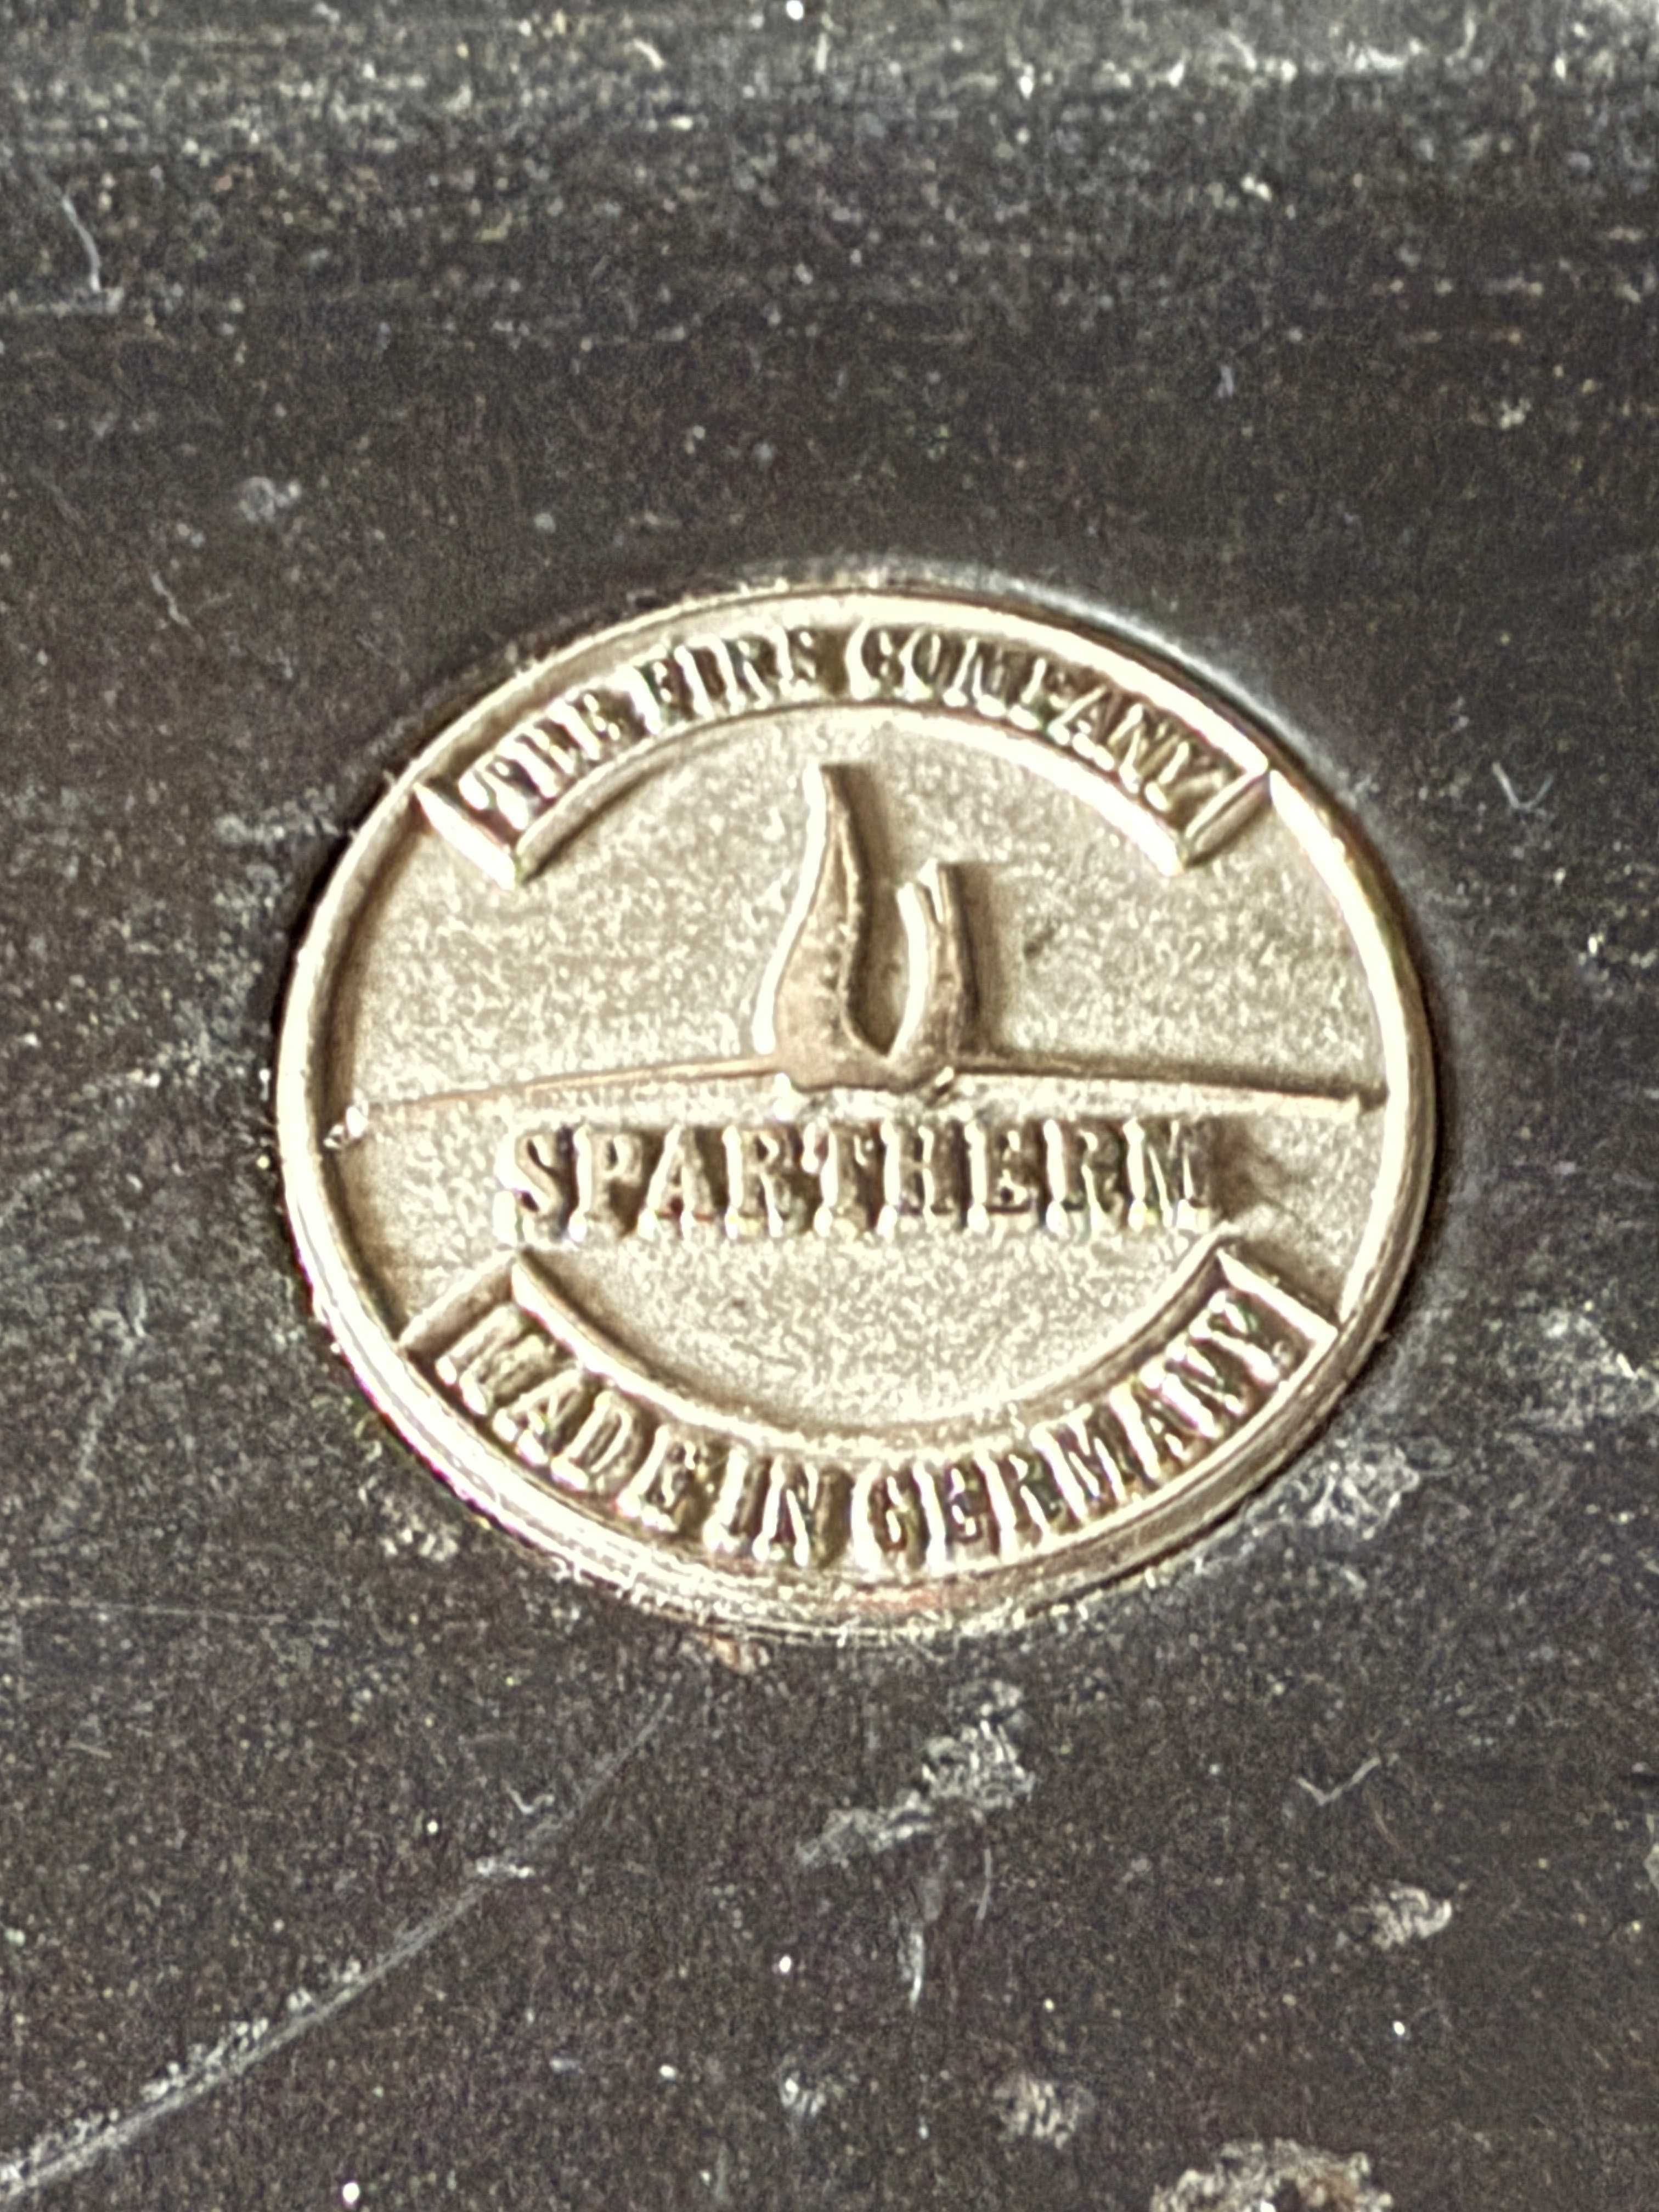 THE FIRE COMPANY
SPARTHERM
MADE IN GERMANY